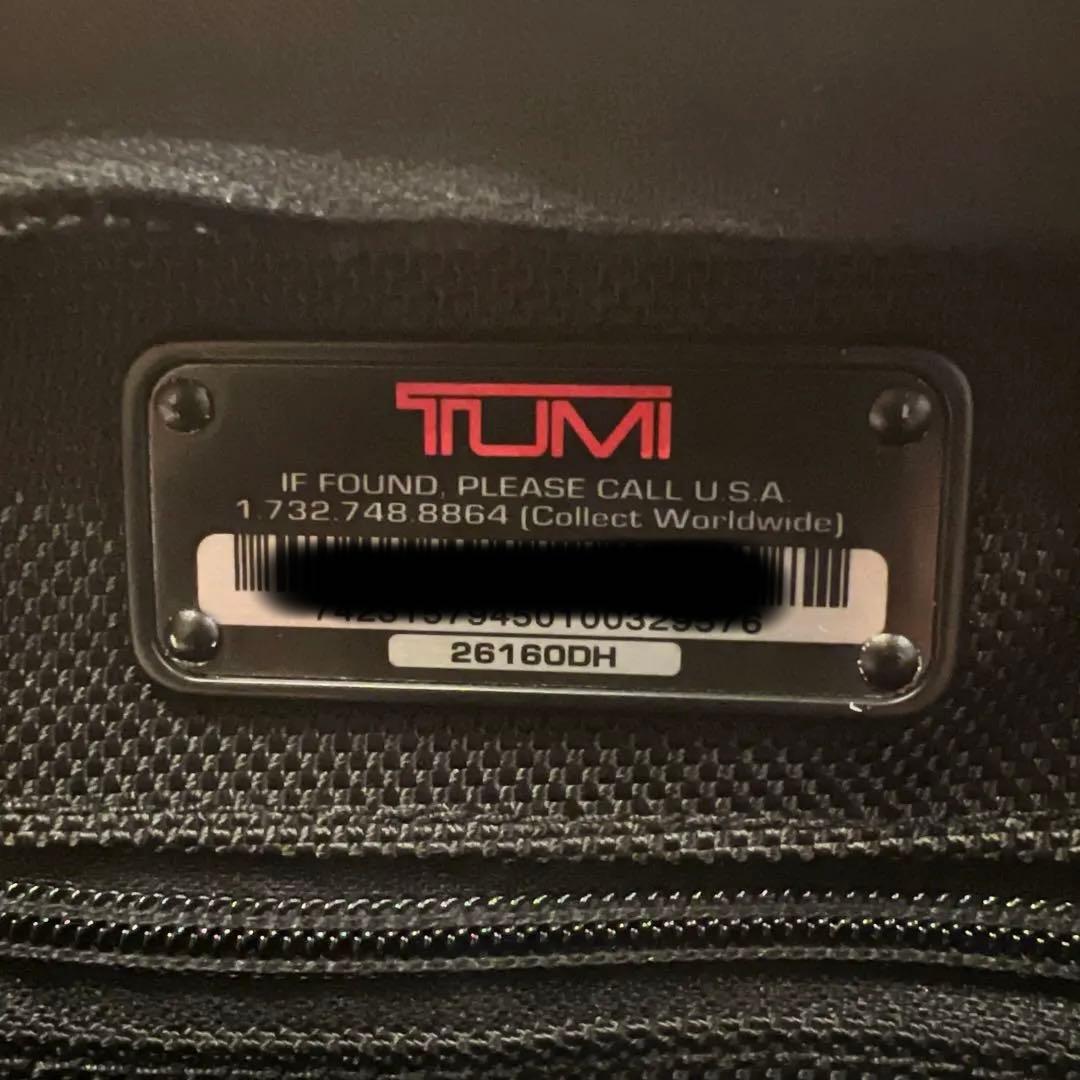 TUMI
IF FOUND, PLEASE CALL U.S.A.
1.732.748.8864 (Collect Worldwide)
26160DH